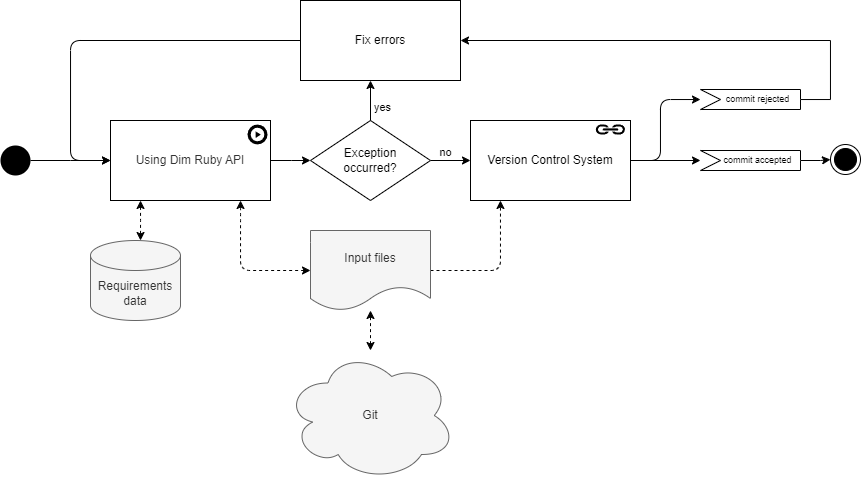 Fix errors
yes
commit rejected
Using Dim Ruby API
Exception
occurred?
no
Version Control System
commit accepted
Requirements
data
Input files
Git